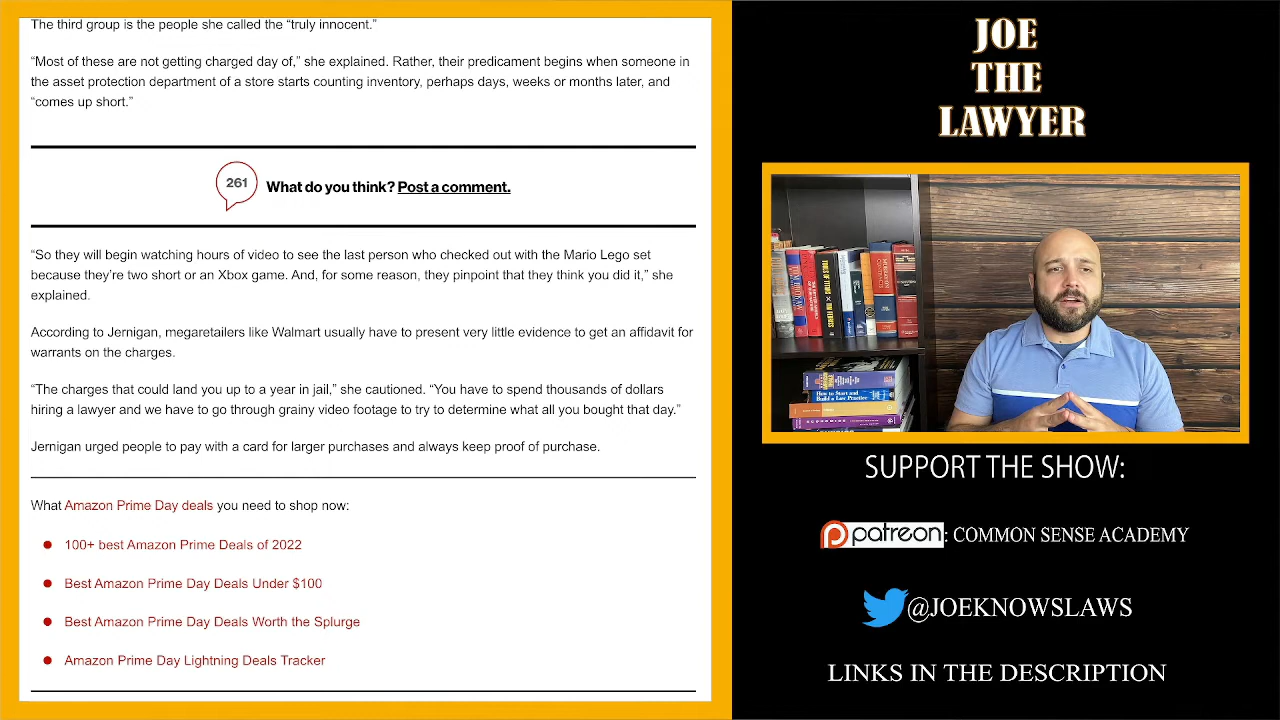 The third group is the people she called the “truly innocent.”
“Most of these are not getting charged day of,” she explained. Rather, their predicament begins when someone in
the asset protection department of a store starts counting inventory, perhaps days, weeks or months later, and
“comes up short.”
261
What do you think? Post a comment.
“So they will begin watching hours of video to see the last person who checked out with the Mario Lego set
because they’re two short or an Xbox game. And, for some reason, they pinpoint that they think you did it,” she
explained.
According to Jernigan, megaretailers like Walmart usually have to present very little evidence to get an affidavit for
warrants on the charges.
“The charges that could land you up to a year in jail,” she cautioned. “You have to spend thousands of dollars
hiring a lawyer and have to go through grainy video footage to try to determine what all you bought that day.”
Jernigan urged people to pay with a card for larger purchases and always keep proof of purchase.
What Amazon Prime Day deals you need to shop now:
100+ best Amazon Prime Deals of 2022
Best Amazon Prime Day Deals Under $100
Best Amazon Prime Day Deals Worth the Splurge
Amazon Prime Day Lightning Deals Tracker
JOE
THE
LAWYER
How to Start and
Build a Law Practice
SUPPORT THE SHOW:
patreon: COMMON SENSE ACADEMY
@JOEKNOWSLAWS
LINKS IN THE DESCRIPTION